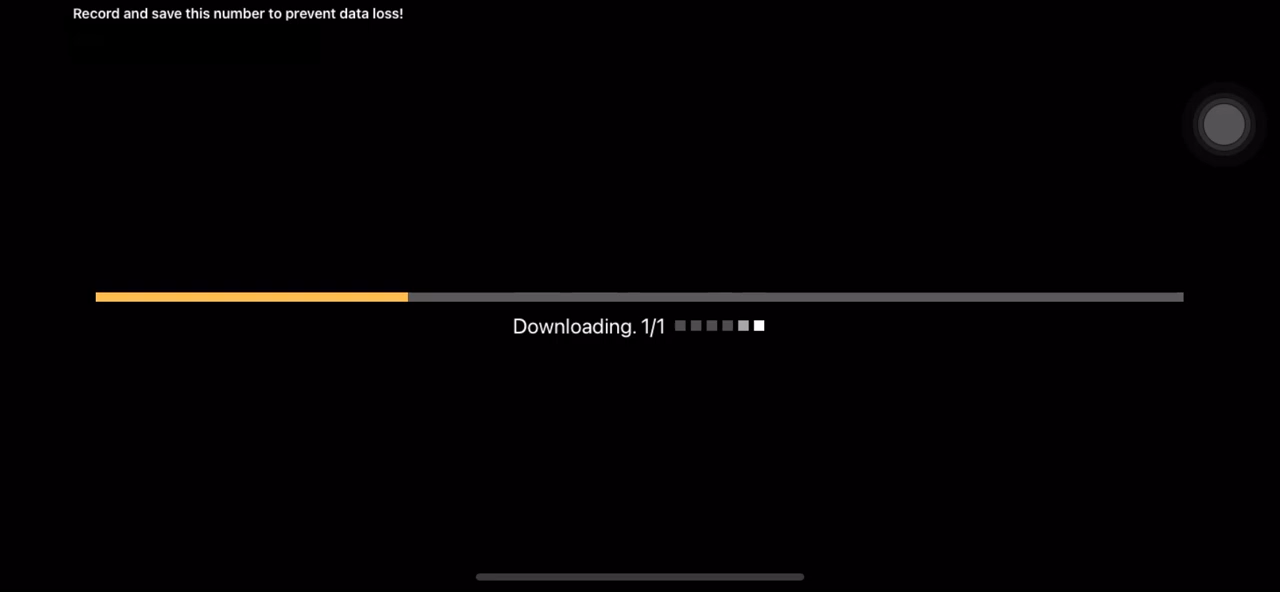 Record and save this number to prevent data loss!
Downloading. 1/1